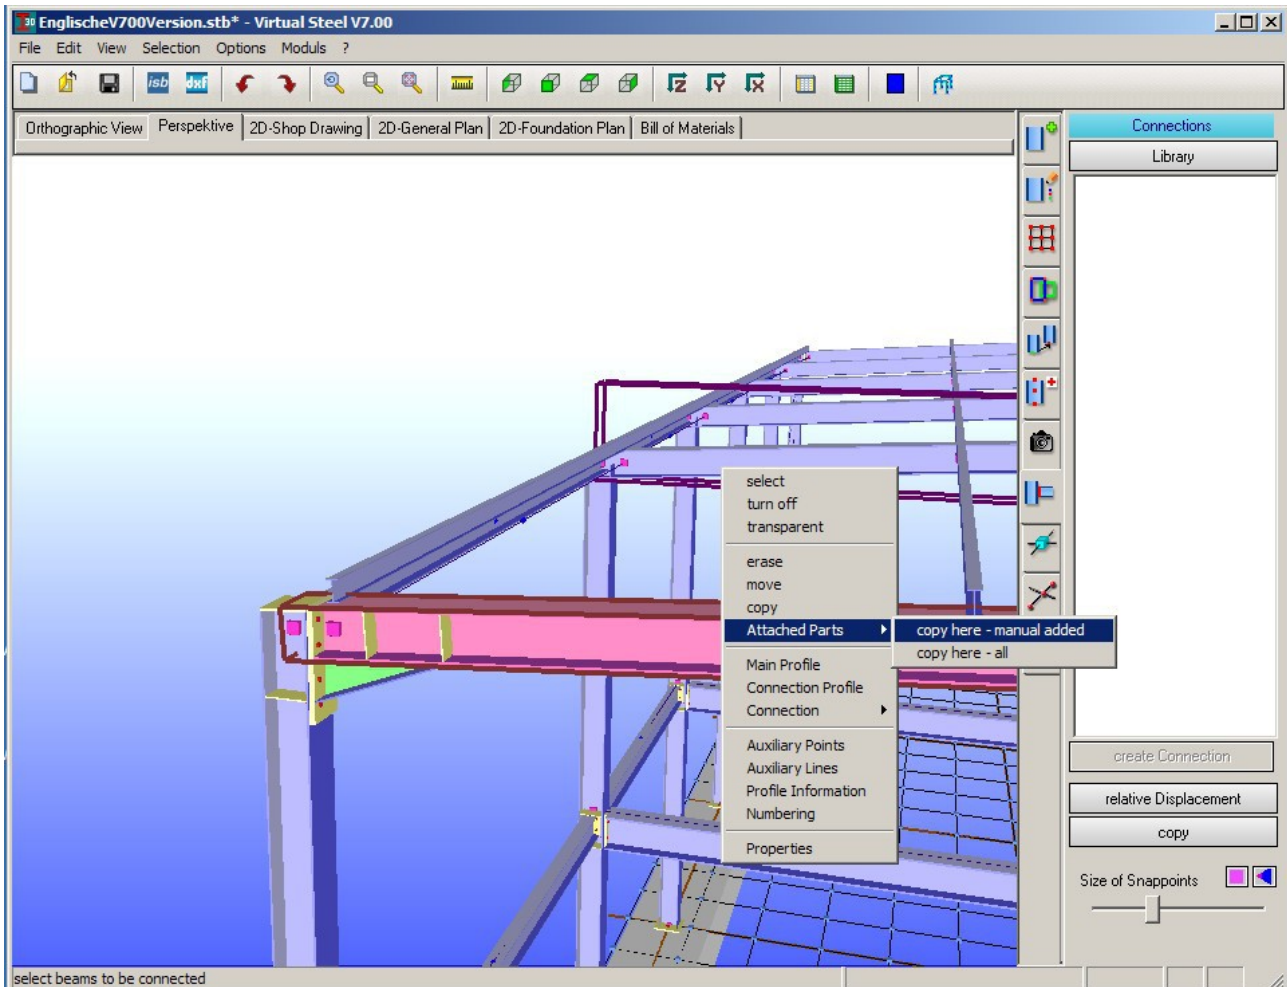 EnglischeV700Version.stb* - Virtual Steel V7.00
File Edit View Selection Options Moduls ?
isb dxf Z Y X
Orthographic View Perspektive 2D-Shop Drawing 2D-General Plan 2D-Foundation Plan Bill of Materials
Connections
Library
select
turn off
transparent
erase
move
copy
Attached Parts
copy here - manual added
copy here - all
Main Profile
Connection Profile
Connection
Auxiliary Points
Auxiliary Lines
Profile Information
Numbering
Properties
create Connection
relative Displacement
copy
Size of Snappoints
select beams to be connected